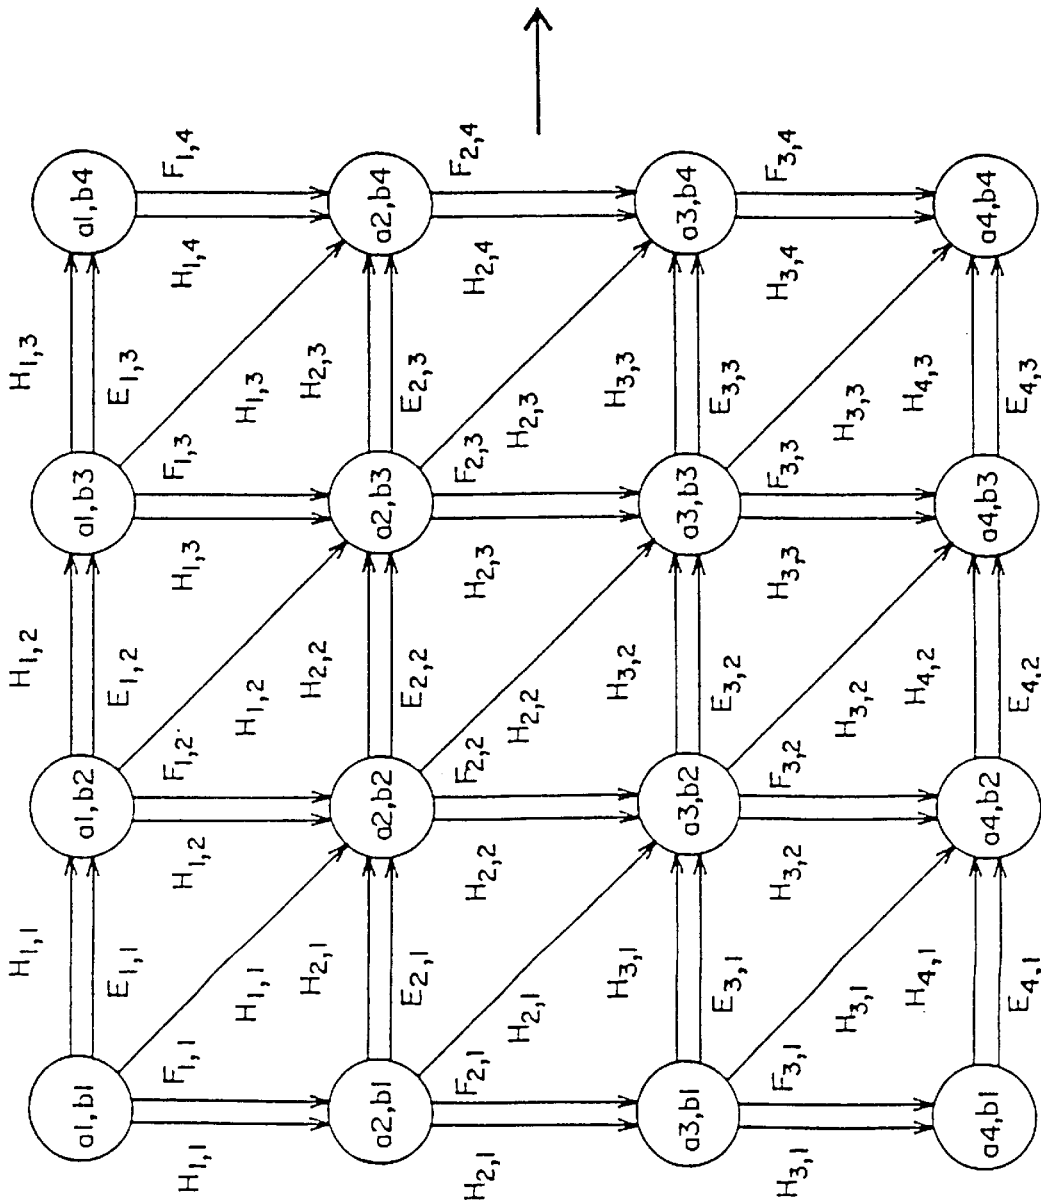 H1,1 H1,2 H1,3
a1,b1 a1,b2 a1,b3 a1,b4
E1,1 E1,2 E1,3
H1,1 F1,1 H1,2 F1,2 H1,3 F1,3 H1,4 F1,4
H1,1 H1,2 H1,3
H2,1 H2,2 H2,3
a2,b1 a2,b2 a2,b3 a2,b4
E2,1 E2,2 E2,3
H2,1 F2,1 H2,2 F2,2 H2,3 F2,3 H2,4 F2,4
H2,1 H2,2 H2,3
H3,1 H3,2 H3,3
a3,b1 a3,b2 a3,b3 a3,b4
E3,1 E3,2 E3,3
H3,1 F3,1 H3,2 F3,2 H3,3 F3,3 H3,4 F3,4
H3,1 H3,2 H3,3
H4,1 H4,2 H4,3
a4,b1 a4,b2 a4,b3 a4,b4
E4,1 E4,2 E4,3